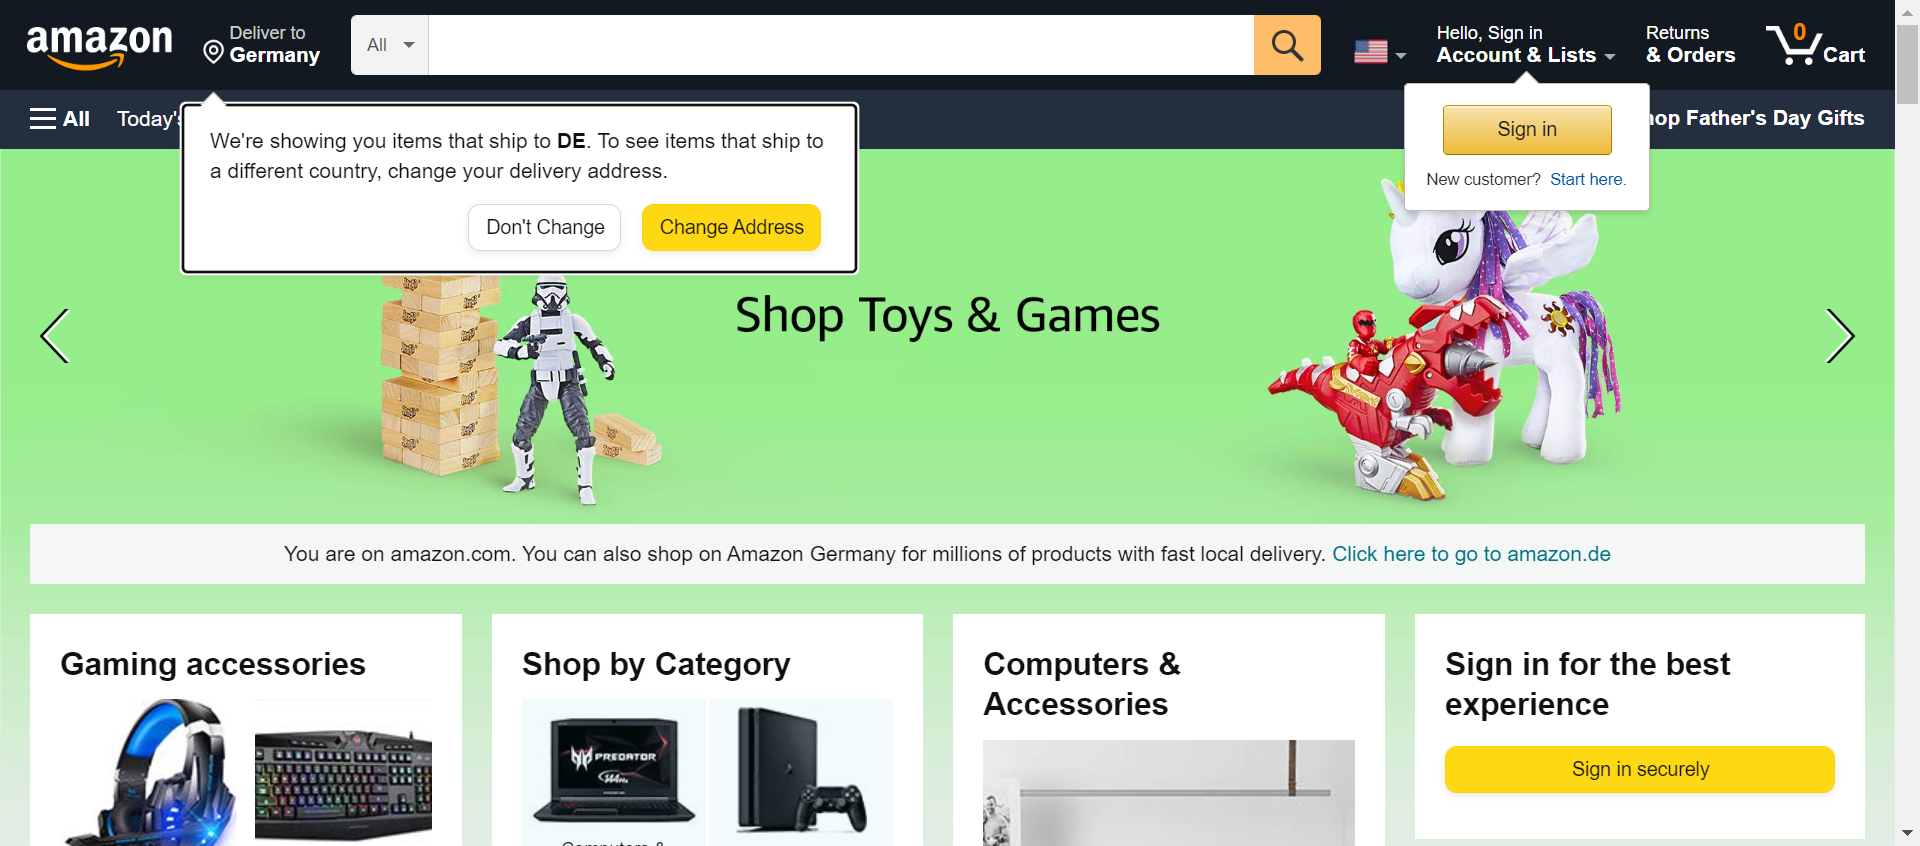 amazon
Deliver to
Germany
All
Hello, Sign in
Account & Lists
Returns
& Orders
0
Cart
All
Today's
Shop Father's Day Gifts
We're showing you items that ship to DE. To see items that ship to
a different country, change your delivery address.
Don't Change
Change Address
Sign in
New customer? Start here.
Shop Toys & Games
You are on amazon.com. You can also shop on Amazon Germany for millions of products with fast local delivery. Click here to go to amazon.de
Gaming accessories
Shop by Category
Computers &
Accessories
Sign in for the best
experience
PREDATOR
144Hz
Sign in securely
Computers &